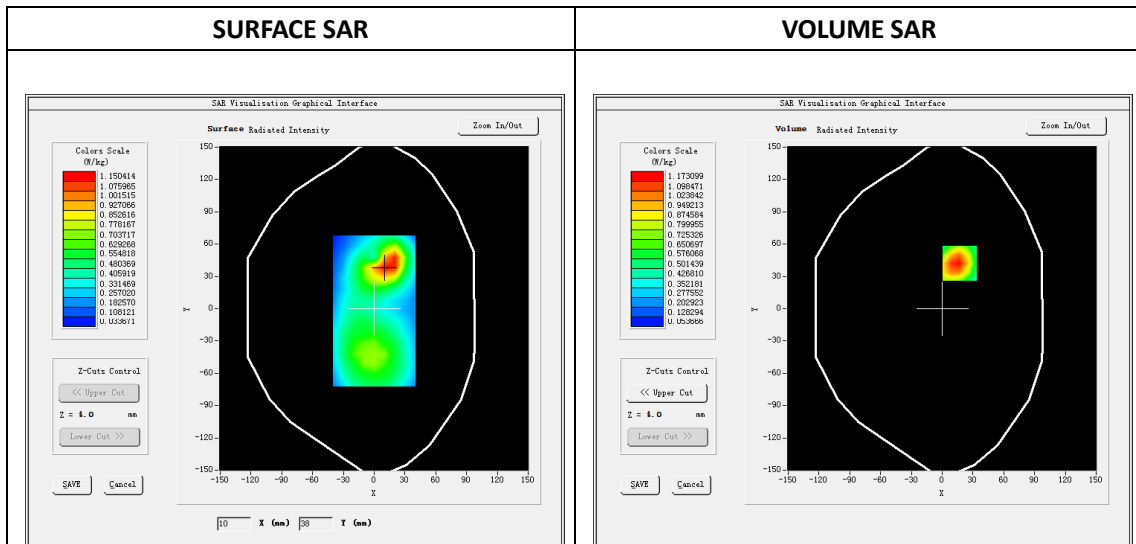 SURFACE SAR
VOLUME SAR
SAR Visualisation Graphical Interface
Surface Radiated Intensity
Zoom In/Out
Colors Scale
(W/kg)
1.150414
1.075965
1.001515
0.927066
0.852616
0.778167
0.703717
0.629268
0.554818
0.480369
0.405919
0.331469
0.257020
0.182570
0.108121
0.033671
Z-Cuts Control
<< Upper Cut
Z = 4.0 mm
Lower Cut >>
SAVE
Cancel
150
120
90
60
30
0
-30
-60
-90
-120
-150
Y
-150 -120 -90 -60 -30 0 30 60 90 120 150
X
10 X (mm) 38 Y (mm)
SAR Visualisation Graphical Interface
Volume Radiated Intensity
Zoom In/Out
Colors Scale
(W/kg)
1.173099
1.098471
1.023842
0.949213
0.874584
0.799955
0.725326
0.650697
0.576068
0.501439
0.426810
0.352181
0.277552
0.202923
0.128294
0.053666
Z-Cuts Control
<< Upper Cut
Z = 4.0 mm
Lower Cut >>
SAVE
Cancel
150
120
90
60
30
0
-30
-60
-90
-120
-150
Y
-150 -120 -90 -60 -30 0 30 60 90 120 150
X